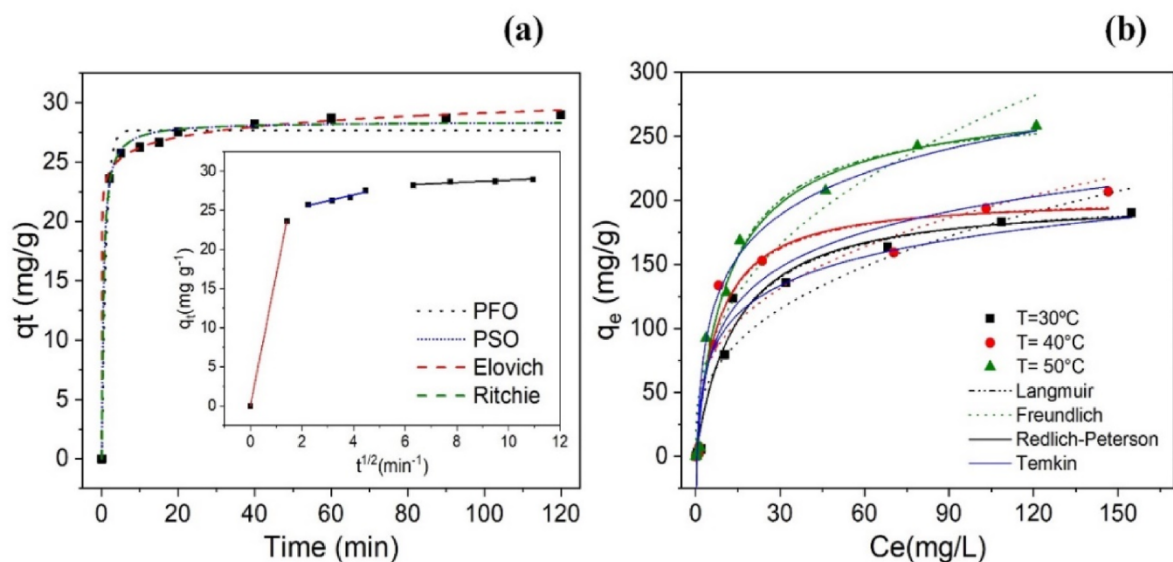 (a)
30
25
20
15
10
5
0
qt (mg/g)
0 20 40 60 80 100 120
Time (min)
30
25
20
15
10
5
0
qₜ(mg g⁻¹)
0 2 4 6 8 10 12
t^1/2(min⁻¹)
PFO
PSO
Elovich
Ritchie
(b)
300
250
200
150
100
50
0
qₑ (mg/g)
0 30 60 90 120 150
Ce(mg/L)
T=30ºC
T= 40°C
T= 50°C
Langmuir
Freundlich
Redlich-Peterson
Temkin